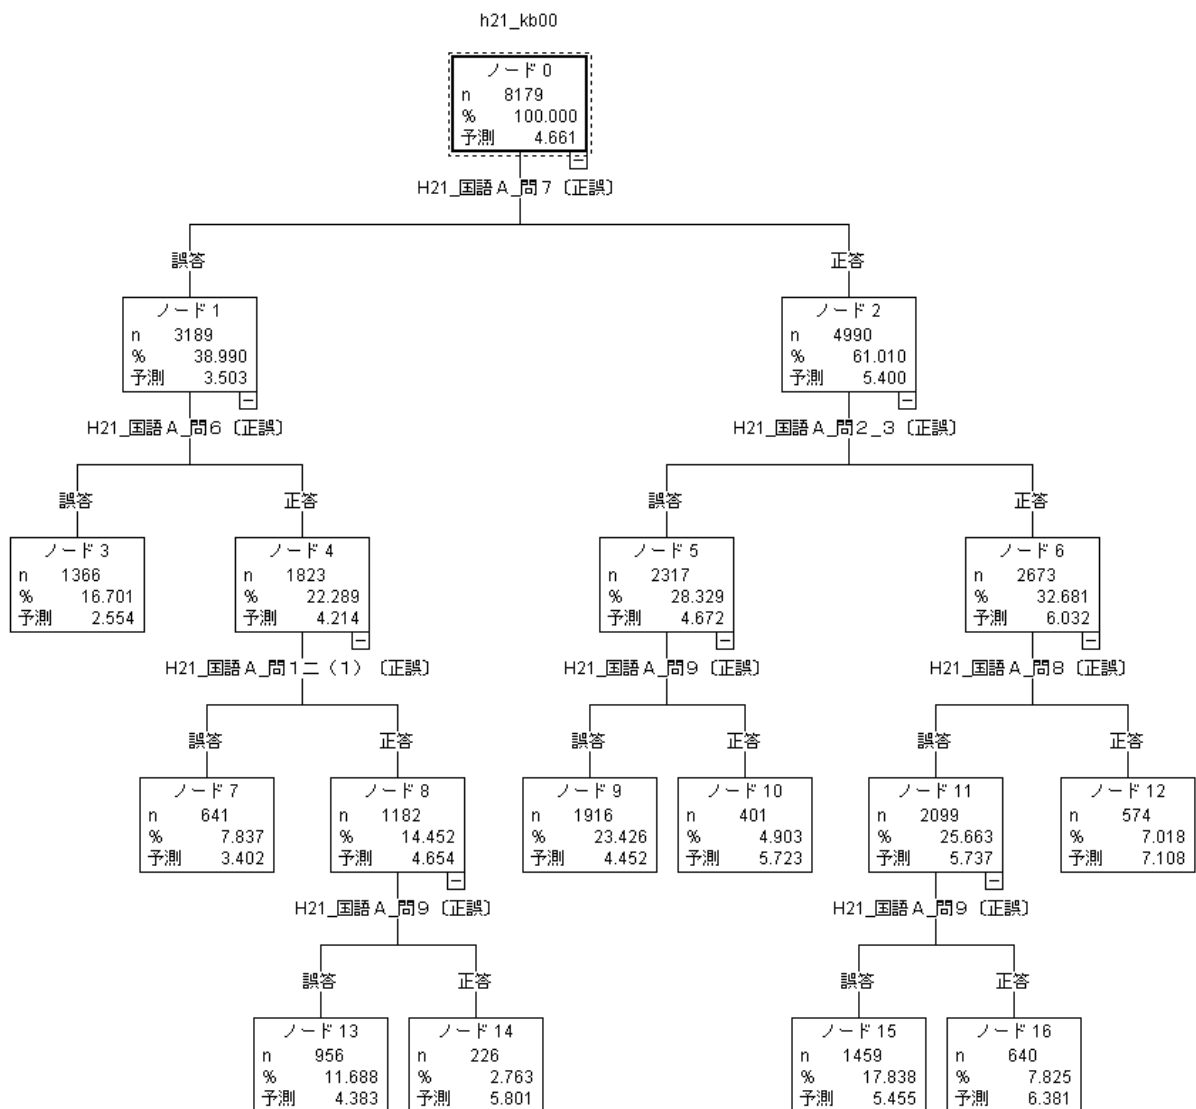 h21_kb00
ノード 0
n 8179
% 100.000
予測 4.661
H21_国語A_問7〔正誤〕
誤答
正答
ノード 1
n 3189
% 38.990
予測 3.503
ノード 2
n 4990
% 61.010
予測 5.400
H21_国語A_問6〔正誤〕
H21_国語A_問2_3〔正誤〕
誤答
正答
誤答
正答
ノード 3
n 1366
% 16.701
予測 2.554
ノード 4
n 1823
% 22.289
予測 4.214
ノード 5
n 2317
% 28.329
予測 4.672
ノード 6
n 2673
% 32.681
予測 6.032
H21_国語A_問1二(1)〔正誤〕
H21_国語A_問9〔正誤〕
H21_国語A_問8〔正誤〕
誤答
正答
誤答
正答
誤答
正答
ノード 7
n 641
% 7.837
予測 3.402
ノード 8
n 1182
% 14.452
予測 4.654
ノード 9
n 1916
% 23.426
予測 4.452
ノード 10
n 401
% 4.903
予測 5.723
ノード 11
n 2099
% 25.663
予測 5.737
ノード 12
n 574
% 7.018
予測 7.108
H21_国語A_問9〔正誤〕
H21_国語A_問9〔正誤〕
誤答
正答
誤答
正答
ノード 13
n 956
% 11.688
予測 4.383
ノード 14
n 226
% 2.763
予測 5.801
ノード 15
n 1459
% 17.838
予測 5.455
ノード 16
n 640
% 7.825
予測 6.381